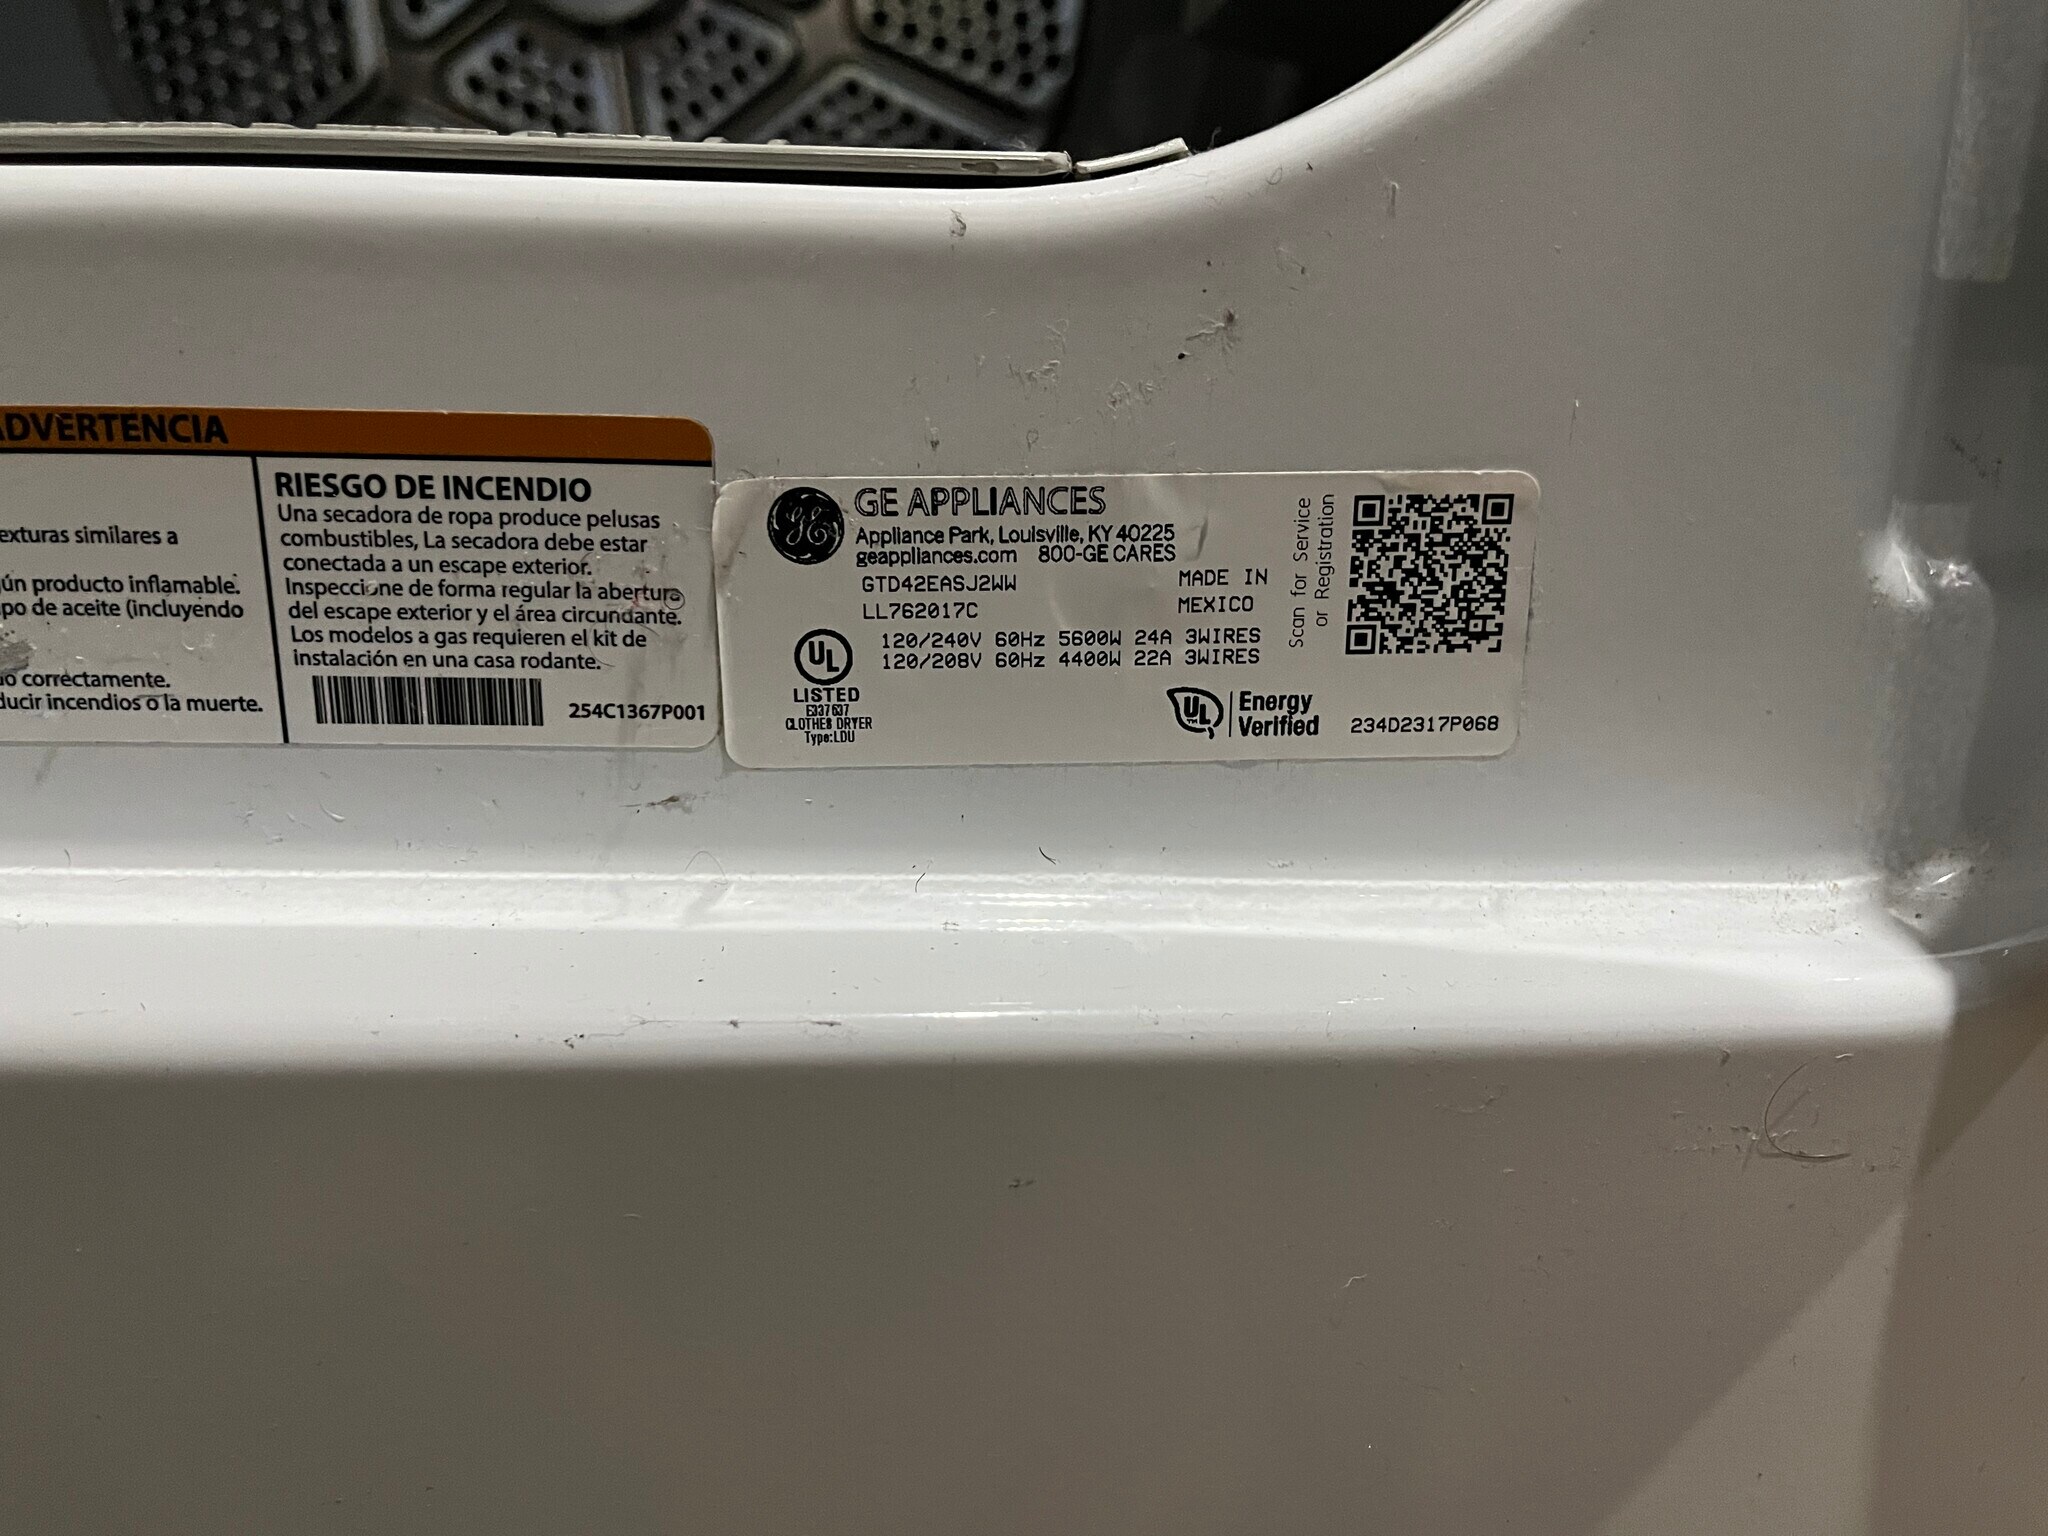 ADVERTENCIA
exturas similares a
ún producto inflamable.
po de aceite (incluyendo
correctamente.
ducir incendios o la muerte.
RIESGO DE INCENDIO
Una secadora de ropa produce pelusas
combustibles, La secadora debe estar
conectada a un escape exterior.
Inspeccione de forma regular la abertura
del escape exterior y el área circundante.
Los modelos a gas requieren el kit de
instalación en una casa rodante.
254C1367P001
GE
GE APPLIANCES
Appliance Park, Louisville, KY 40225
geappliances.com 800-GE CARES
GTD42EASJ2WW
LL762017C
MADE IN
MEXICO
120/240V 60Hz 5600W 24A 3WIRES
120/208V 60Hz 4400W 22A 3WIRES
UL
LISTED
E337637
CLOTHES DRYER
Type:LDU
UL TM
Energy
Verified
234D2317P068
Scan for Service
or Registration